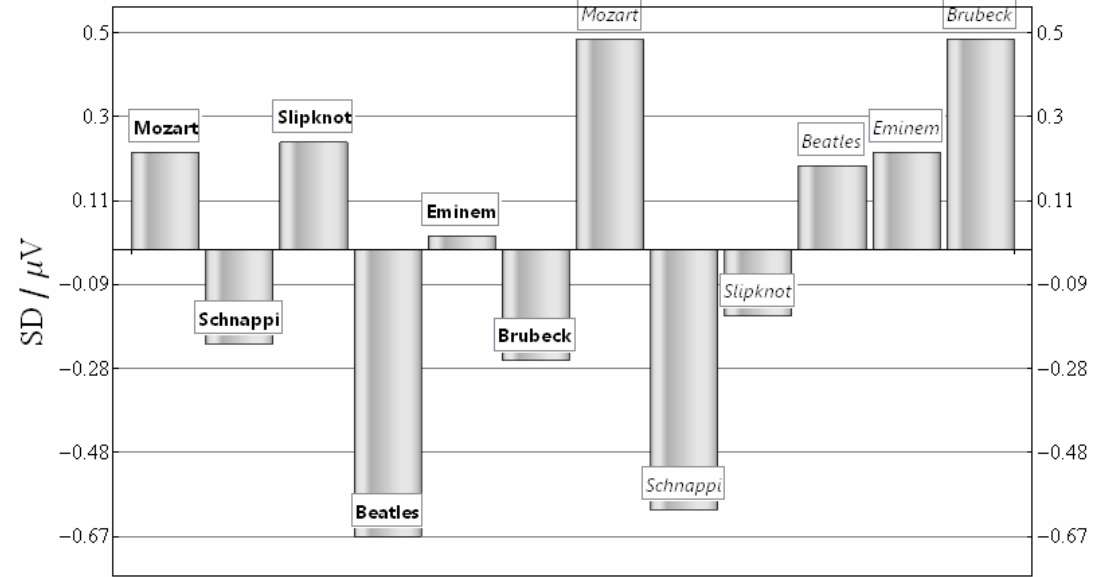 Mozart
Brubeck
0.5
0.5
Slipknot
0.3
0.3
Mozart
Beatles
Eminem
0.11
0.11
Eminem
SD / μV
−0.09
−0.09
Slipknot
Schnappi
Brubeck
−0.28
−0.28
−0.48
−0.48
Schnappi
Beatles
−0.67
−0.67